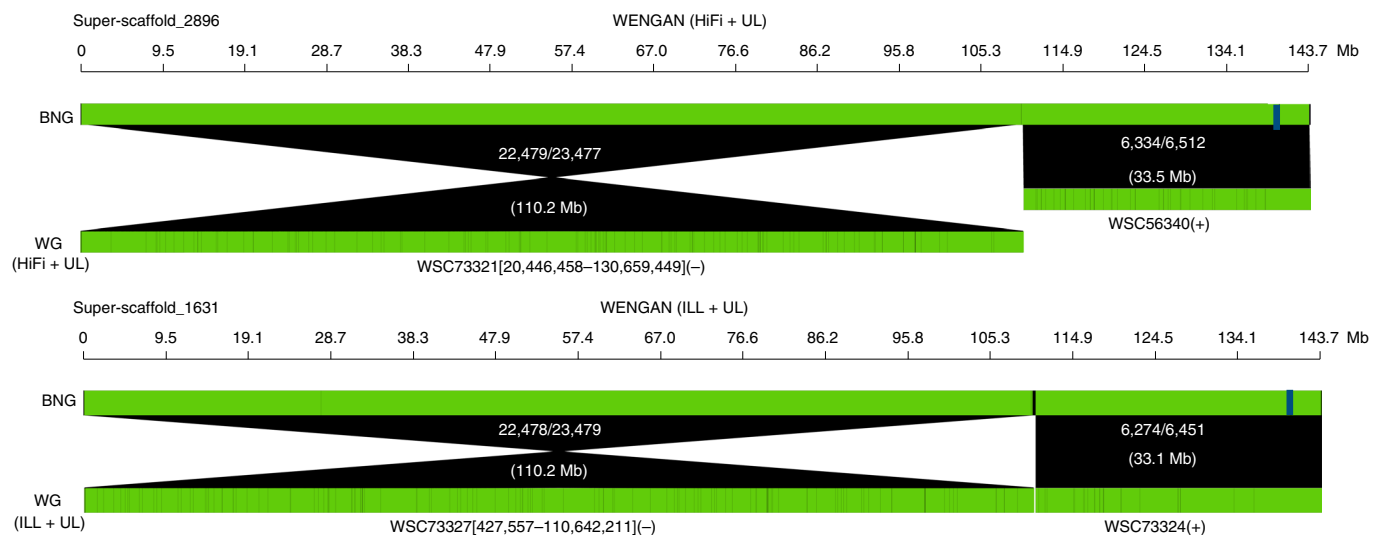 Super-scaffold_2896 WENGAN (HiFi + UL)
0 9.5 19.1 28.7 38.3 47.9 57.4 67.0 76.6 86.2 95.8 105.3 114.9 124.5 134.1 143.7 Mb
BNG
22,479/23,477 6,334/6,512
(110.2 Mb) (33.5 Mb)
WSC56340(+)
WG
(HiFi + UL)
WSC73321[20,446,458–130,659,449](–)
Super-scaffold_1631 WENGAN (ILL + UL)
0 9.5 19.1 28.7 38.3 47.9 57.4 67.0 76.6 86.2 95.8 105.3 114.9 124.5 134.1 143.7 Mb
BNG
22,478/23,479 6,274/6,451
(110.2 Mb) (33.1 Mb)
WG
(ILL + UL)
WSC73327[427,557–110,642,211](–) WSC73324(+)